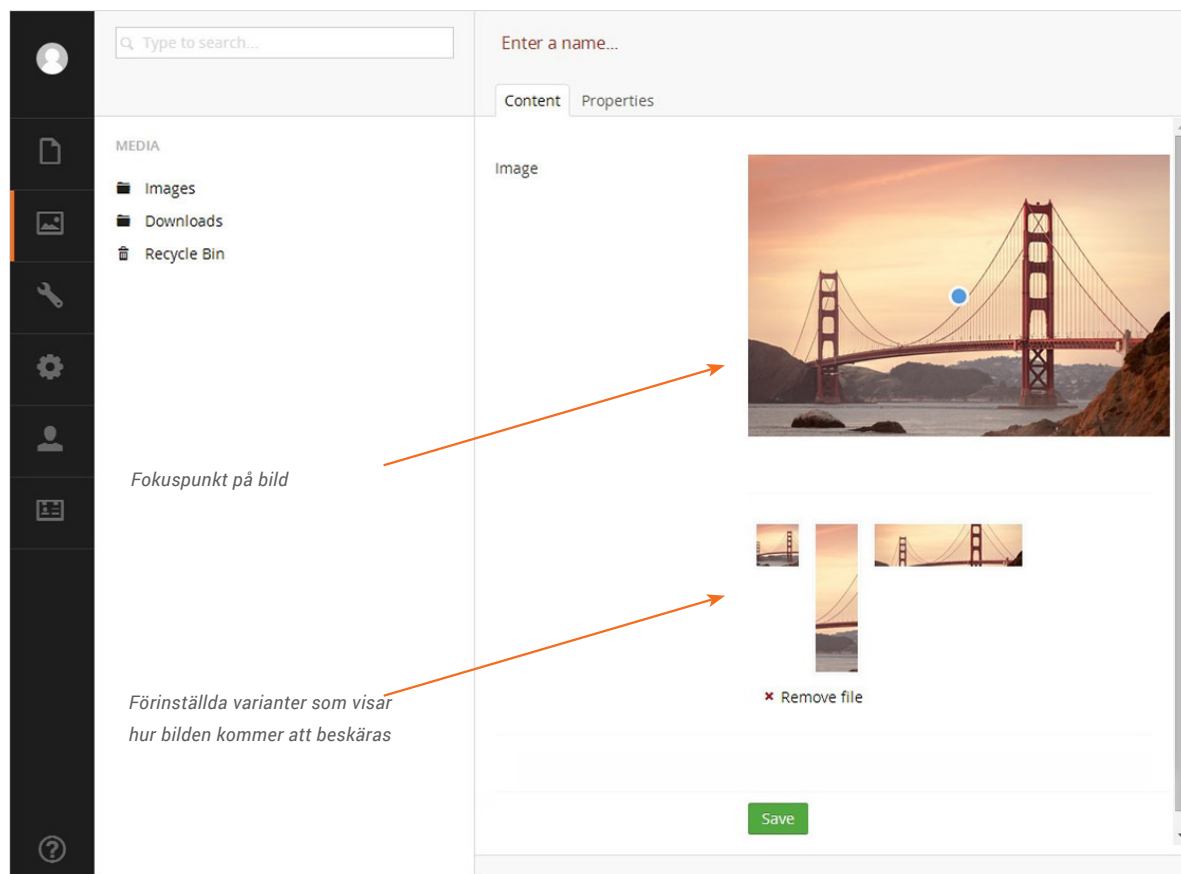 Type to search...
Enter a name...
Content Properties
MEDIA
Images
Downloads
Recycle Bin
Image
Fokuspunkt på bild
Förinställda varianter som visar
hur bilden kommer att beskäras
Remove file
Save